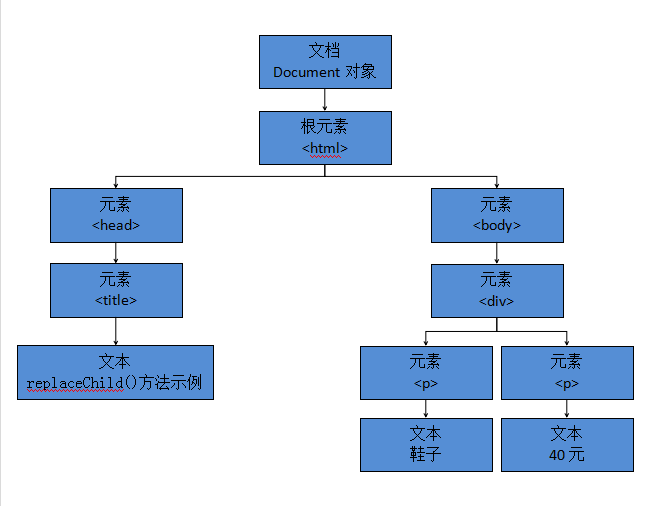 文档
Document 对象
根元素
<html>
元素
<head>
元素
<body>
元素
<title>
元素
<div>
文本
replaceChild()方法示例
元素
<p>
元素
<p>
文本
鞋子
文本
40元